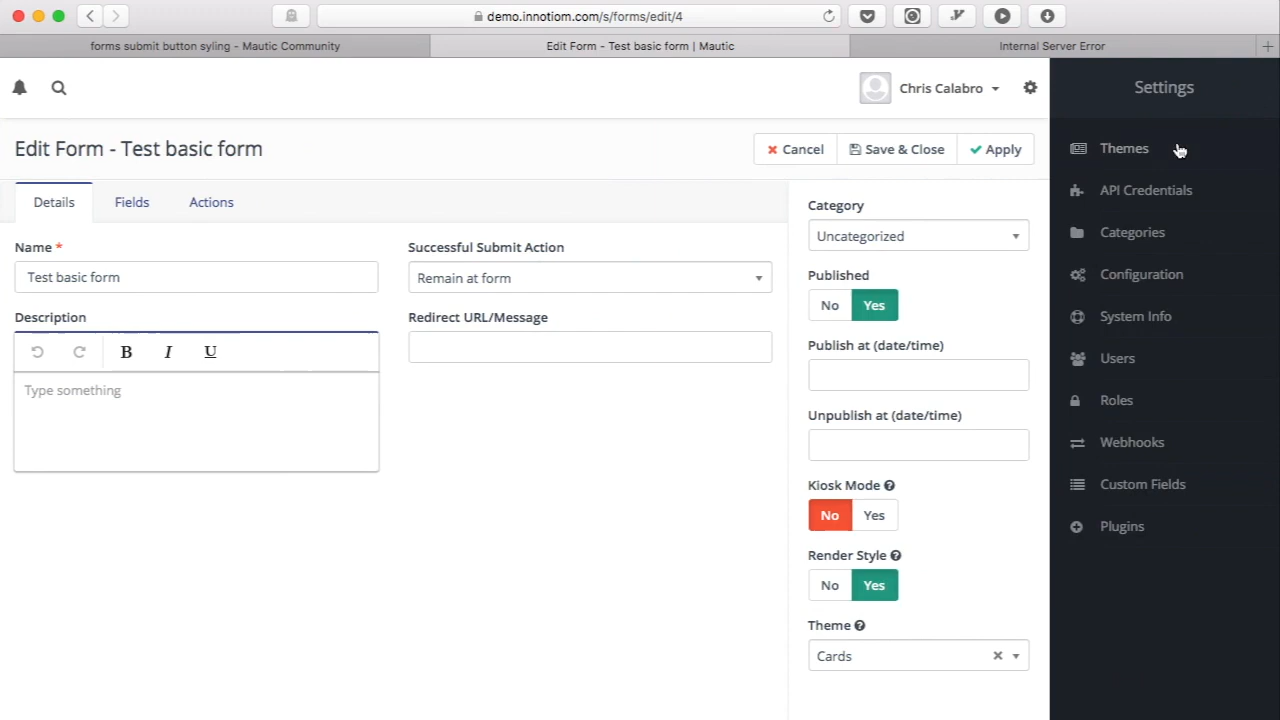 demo.innotiom.com/s/forms/edit/4
forms submit button syling - Mautic Community
Edit Form - Test basic form | Mautic
Internal Server Error
Chris Calabro
Settings
Edit Form - Test basic form
Cancel
Save & Close
Apply
Details
Fields
Actions
Name *
Test basic form
Description
B I U
Type something
Successful Submit Action
Remain at form
Redirect URL/Message
Category
Uncategorized
Published
No Yes
Publish at (date/time)
Unpublish at (date/time)
Kiosk Mode
No Yes
Render Style
No Yes
Theme
Cards
Themes
API Credentials
Categories
Configuration
System Info
Users
Roles
Webhooks
Custom Fields
Plugins